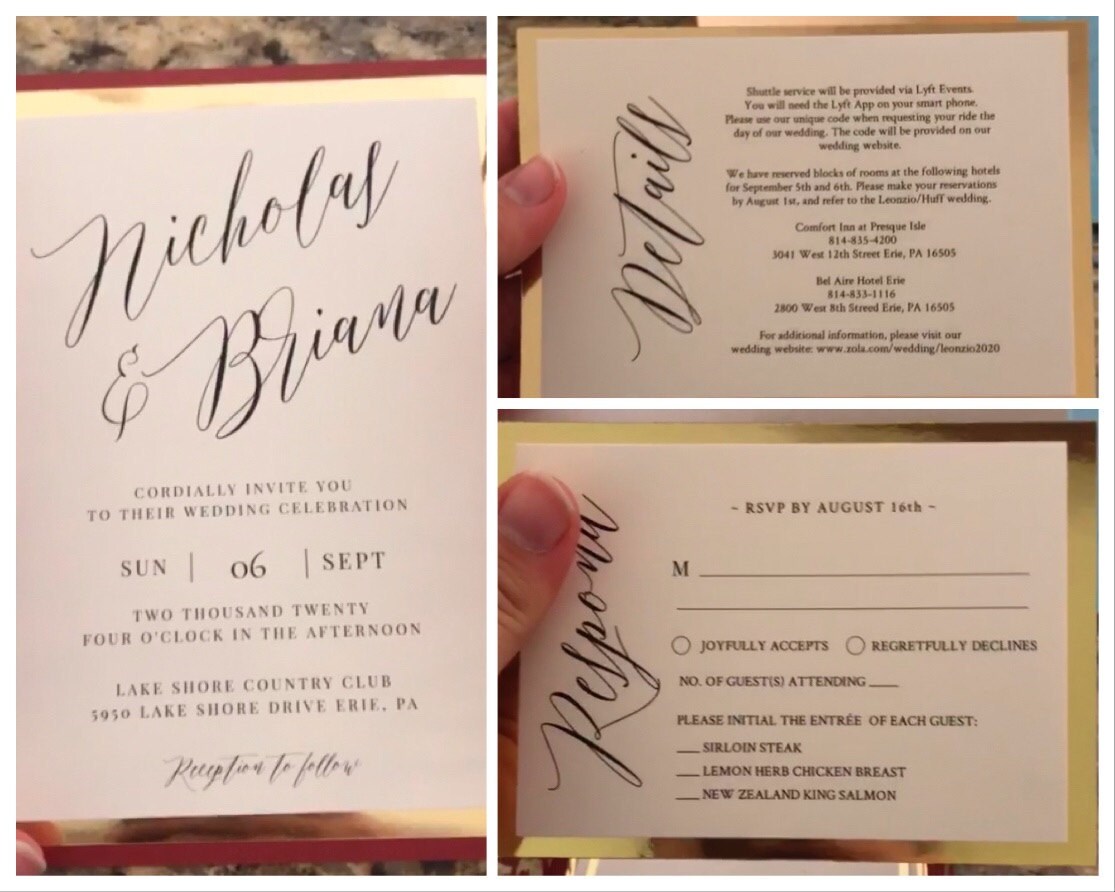 Nicholas
& Briana
CORDIALLY INVITE YOU
TO THEIR WEDDING CELEBRATION
SUN | 06 | SEPT
TWO THOUSAND TWENTY
FOUR O'CLOCK IN THE AFTERNOON
LAKE SHORE COUNTRY CLUB
5950 LAKE SHORE DRIVE ERIE, PA
Reception to follow
Details
Shuttle service will be provided via Lyft Events.
You will need the Lyft App on your smart phone.
Please use our unique code when requesting your ride the
day of our wedding. The code will be provided on our
wedding website.
We have reserved blocks of rooms at the following hotels
for September 5th and 6th. Please make your reservations
by August 1st, and refer to the Leonzio/Huff wedding.
Comfort Inn at Presque Isle
814-835-4200
3041 West 12th Street Erie, PA 16505
Bel Aire Hotel Erie
814-833-1116
2800 West 8th Streed Erie, PA 16505
For additional information, please visit our
wedding website: www.zola.com/wedding/leonzio2020
Respond
~ RSVP BY AUGUST 16th ~
M
JOYFULLY ACCEPTS REGRETFULLY DECLINES
NO. OF GUEST(S) ATTENDING
PLEASE INITIAL THE ENTRÉE OF EACH GUEST:
SIRLOIN STEAK
LEMON HERB CHICKEN BREAST
NEW ZEALAND KING SALMON